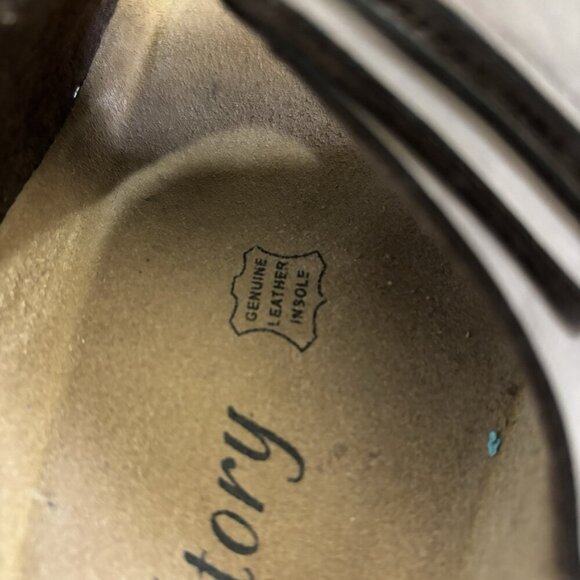 GENUINE
LEATHER
INSOLE
tory